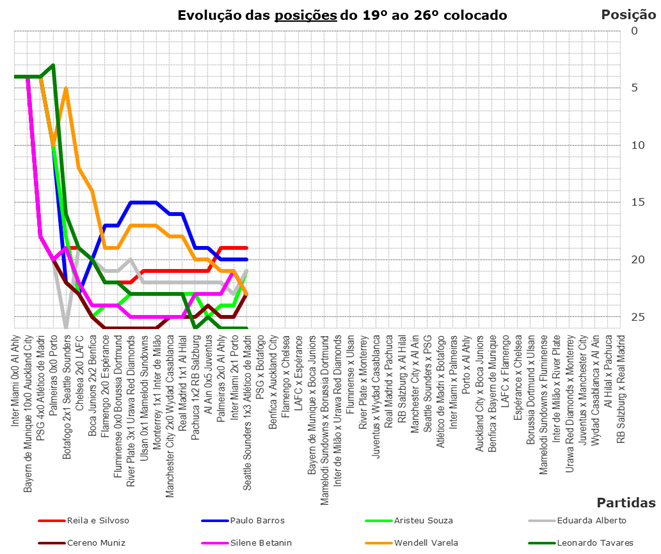 Evolução das posições do 19º ao 26º colocado
Posição
0
5
10
15
20
25
Inter Miami 0x0 Al Ahly
Bayern de Munique 10x0 Auckland City
PSG 4x0 Atlético de Madri
Palmeiras 0x0 Porto
Botafogo 2x1 Seattle Sounders
Chelsea 2x0 LAFC
Boca Juniors 2x2 Benfica
Flamengo 2x0 Espérance
Fluminense 0x0 Borussia Dortmund
River Plate 3x1 Urawa Red Diamonds
Ulsan 0x1 Mamelodi Sundowns
Monterrey 1x1 Inter de Milão
Manchester City 2x0 Wydad Casablanca
Real Madrid 1x1 Al Hilal
Pachuca 1x2 RB Salzburg
Al Ain 0x5 Juventus
Palmeiras 2x0 Al Ahly
Inter Miami 2x1 Porto
Seattle Sounders 1x3 Atlético de Madri
PSG x Botafogo
Benfica x Auckland City
Flamengo x Chelsea
LAFC x Espérance
Bayern de Munique x Boca Juniors
Mamelodi Sundowns x Borussia Dortmund
Inter de Milão x Urawa Red Diamonds
Fluminense x Ulsan
River Plate x Monterrey
Juventus x Wydad Casablanca
Real Madrid x Pachuca
RB Salzburg x Al Hilal
Manchester City x Al Ain
Seattle Sounders x PSG
Atlético de Madri x Botafogo
Inter Miami x Palmeiras
Porto x Al Ahly
Auckland City x Boca Juniors
Benfica x Bayern de Munique
LAFC x Flamengo
Espérance x Chelsea
Borussia Dortmund x Ulsan
Mamelodi Sundowns x Fluminense
Inter de Milão x River Plate
Urawa Red Diamonds x Monterrey
Juventus x Manchester City
Wydad Casablanca x Al Ain
Al Hilal x Pachuca
RB Salzburg x Real Madrid
Partidas
Reila e Silvoso
Paulo Barros
Aristeu Souza
Eduarda Alberto
Cereno Muniz
Silene Betanin
Wendell Varela
Leonardo Tavares